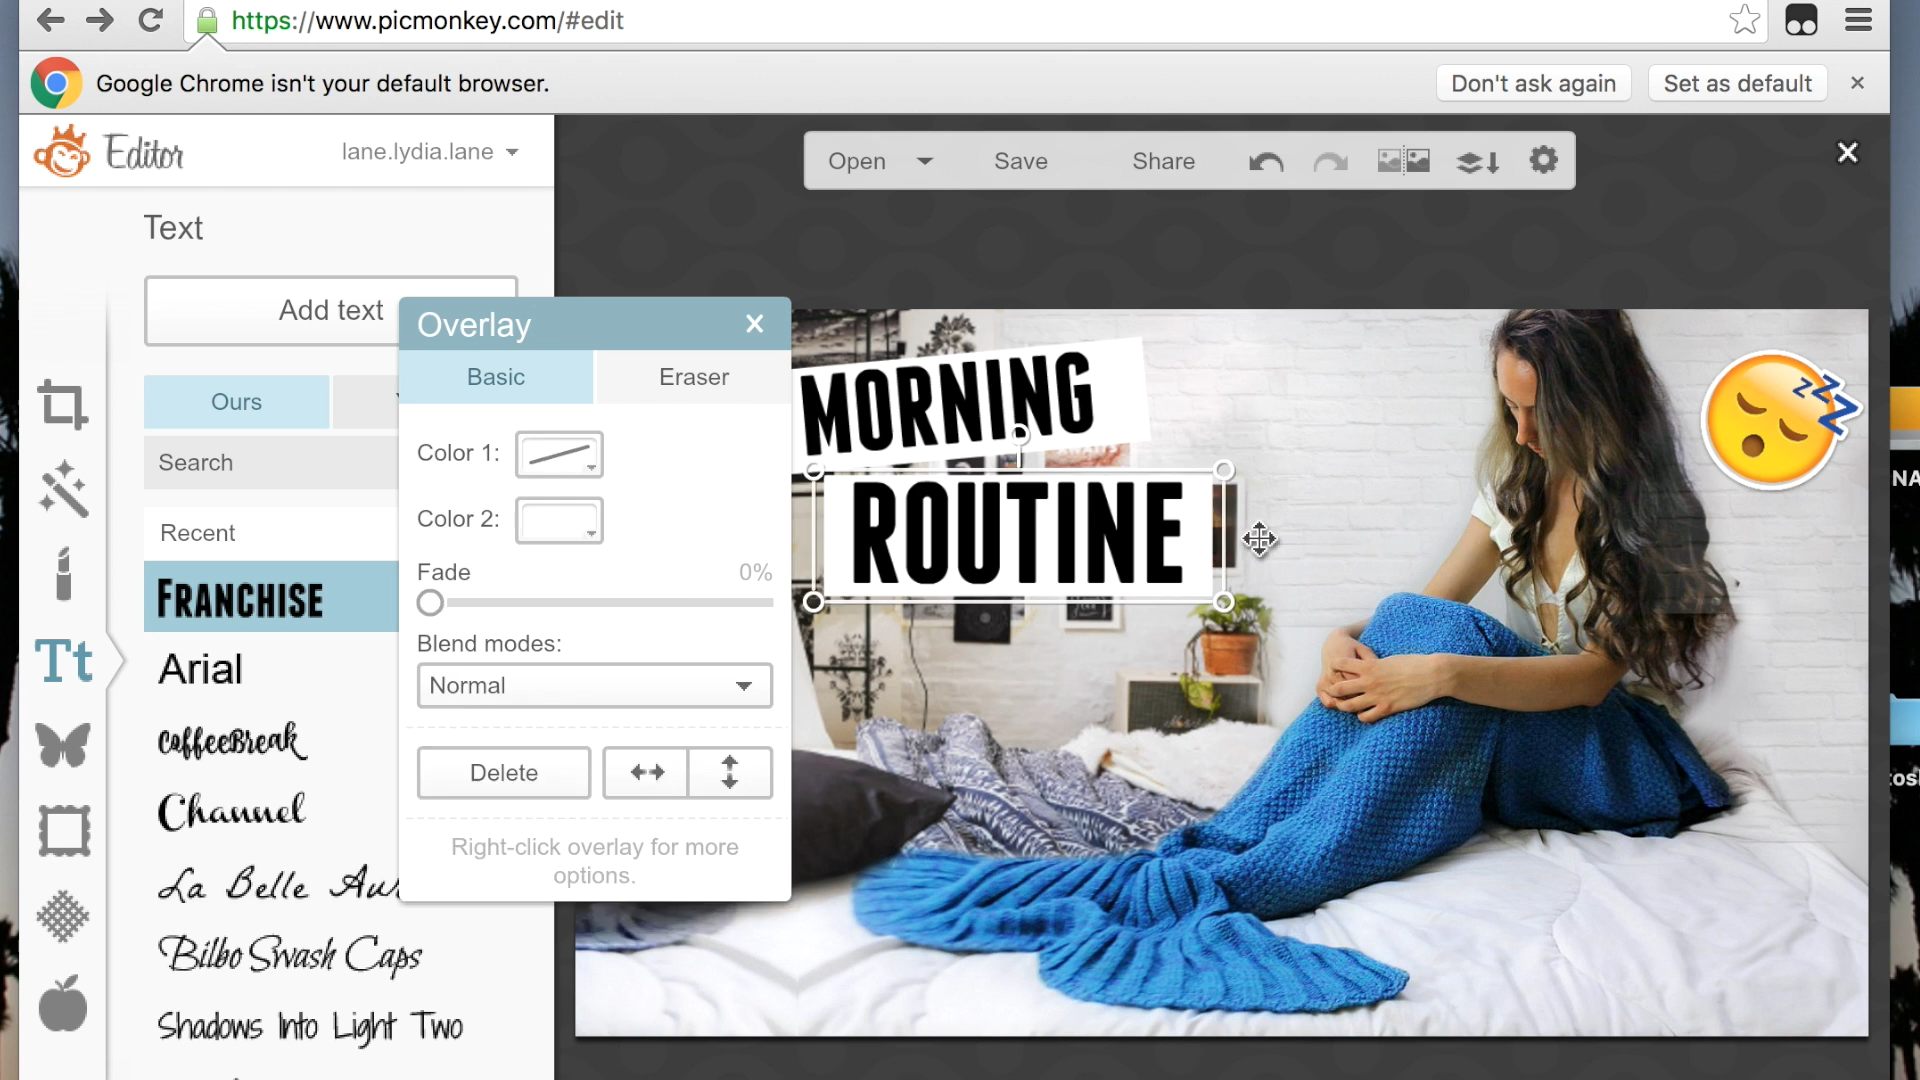 https://www.picmonkey.com/#edit
Google Chrome isn't your default browser.
Don't ask again
Set as default
Editor
lane.lydia.lane
Open
Save
Share
Text
Add text
Overlay
Basic
Eraser
Ours
Search
Color 1:
Color 2:
Recent
Fade
0%
FRANCHISE
Blend modes:
Normal
Arial
CoffeeBreak
Delete
Channel
Right-click overlay for more
options.
La Belle
Bilbo Swash Caps
Shadows Into Light Two
Tt
MORNING
ROUTINE
zzz
NA